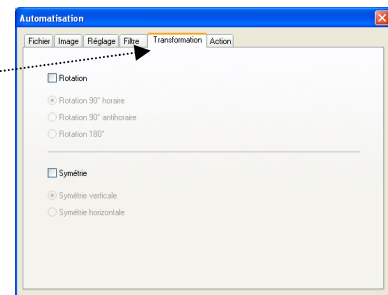 Automatisation
Fichier Image Réglage Filtre Transformation Action
Rotation
Rotation 90° horaire
Rotation 90° antihoraire
Rotation 180°
Symétrie
Symétrie verticale
Symétrie horizontale